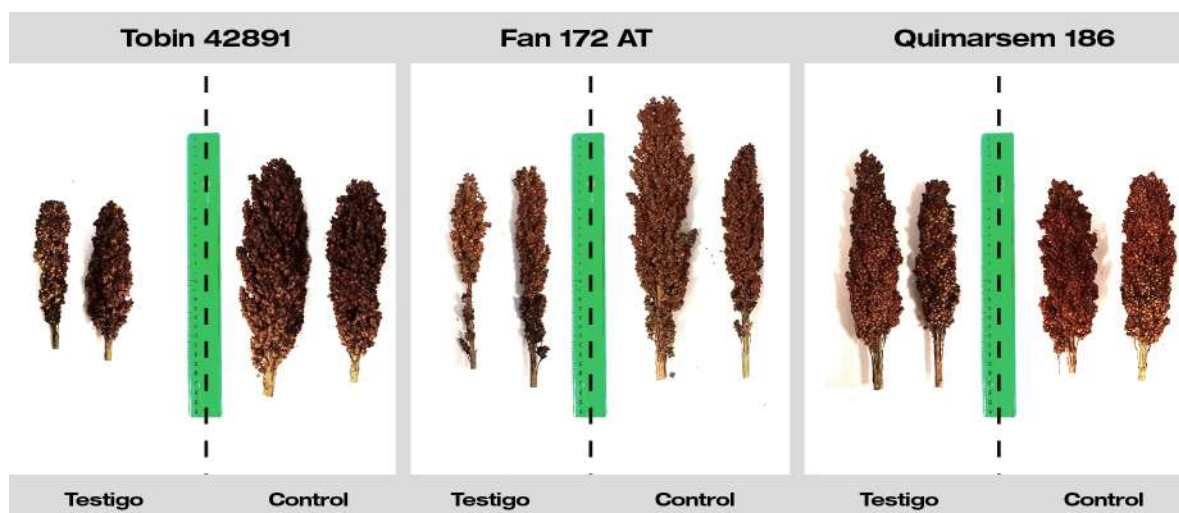 Tobin 42891
Fan 172 AT
Quimarsem 186
Testigo
Control
Testigo
Control
Testigo
Control